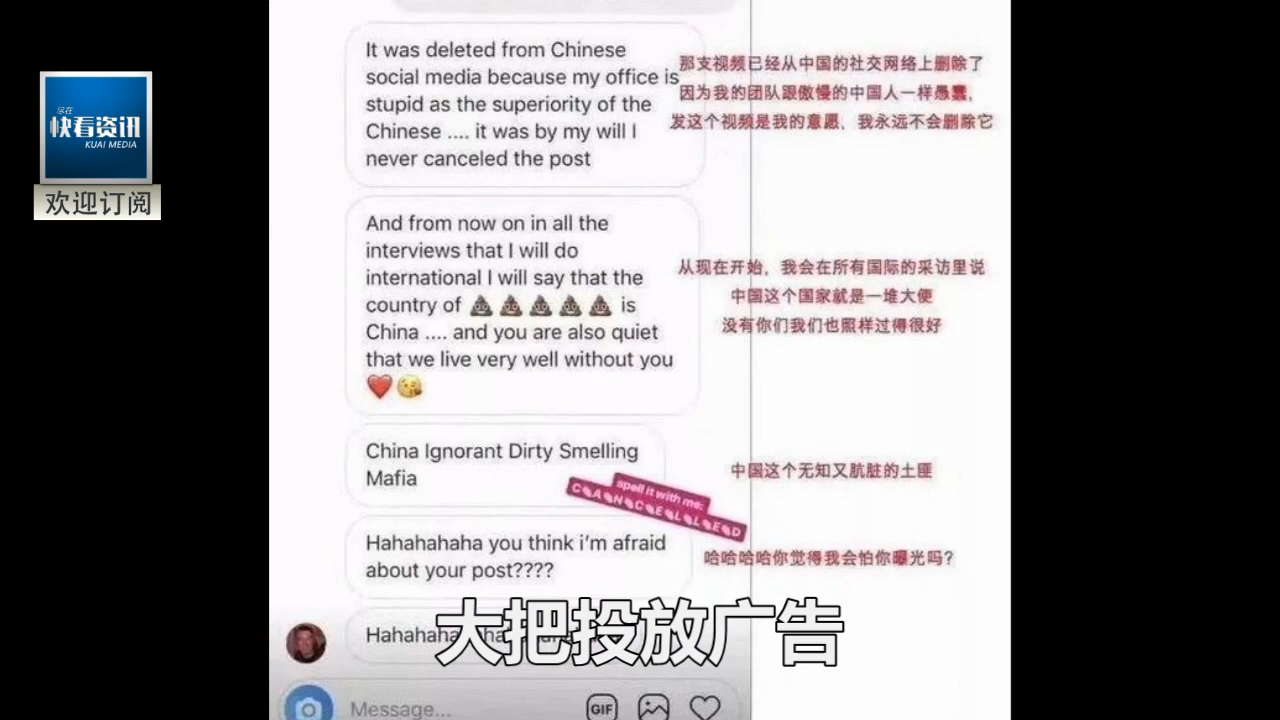 It was deleted from Chinese
social media because my office is
stupid as the superiority of the
Chinese .... it was by my will I
never canceled the post
那支视频已经从中国的社交网络上删除了
因为我的团队跟傲慢的中国人一样愚蠢,
发这个视频是我的意愿、我永远不会删除它
尽在
快看资讯
KUAI MEDIA
欢迎订阅
And from now on in all the
interviews that I will do
international I will say that the
country of 💩💩💩💩💩 is
China .... and you are also quiet
that we live very well without you
❤️😘
从现在开始、我会在所有国际的采访里说
中国这个国家就是一堆大便
没有你们我们也照样过得很好
China Ignorant Dirty Smelling
Mafia
中国这个无知又肮脏的土匪
spell it with me:
C A N C E L L E D
Hahahahaha you think i'm afraid
about your post????
哈哈哈哈你觉得我会怕你曝光吗?
Hahahaha
大把投放广告
Message...
GIF